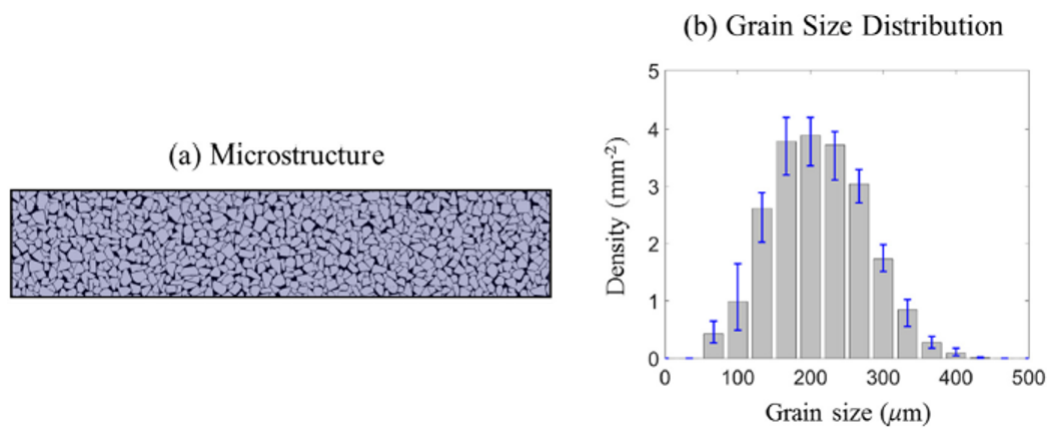 (a) Microstructure
(b) Grain Size Distribution
Density (mm⁻²)
5
4
3
2
1
0
0 100 200 300 400 500
Grain size (μm)